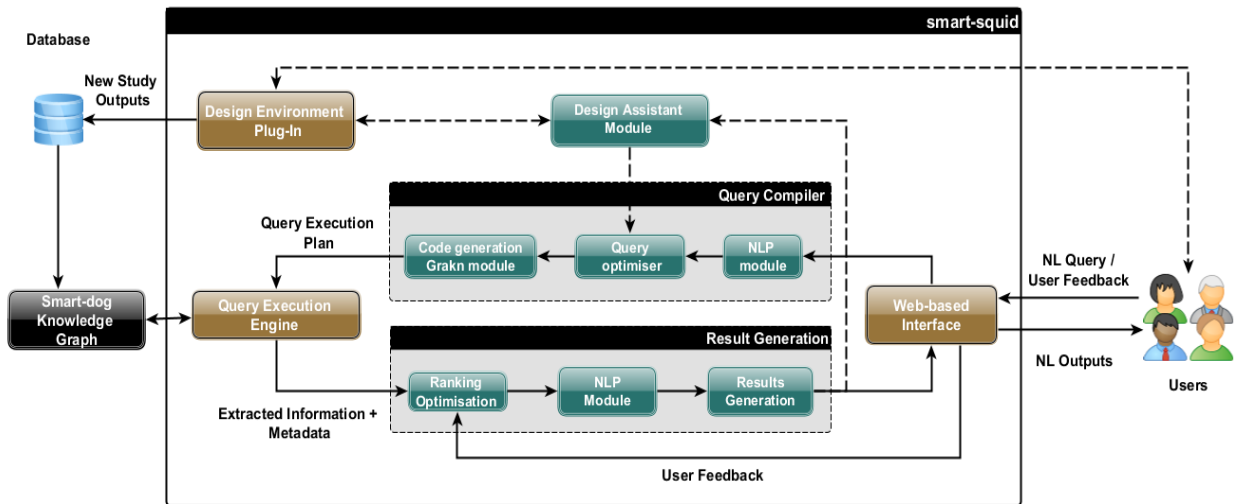 smart-squid
Database
New Study
Outputs
Design Environment
Plug-In
Design Assistant
Module
Query Compiler
Query Execution
Plan
Code generation
Grakn module
Query
optimiser
NLP
module
NL Query /
User Feedback
Smart-dog
Knowledge
Graph
Query Execution
Engine
Web-based
Interface
Result Generation
NL Outputs
Users
Ranking
Optimisation
NLP
Module
Results
Generation
Extracted Information +
Metadata
User Feedback